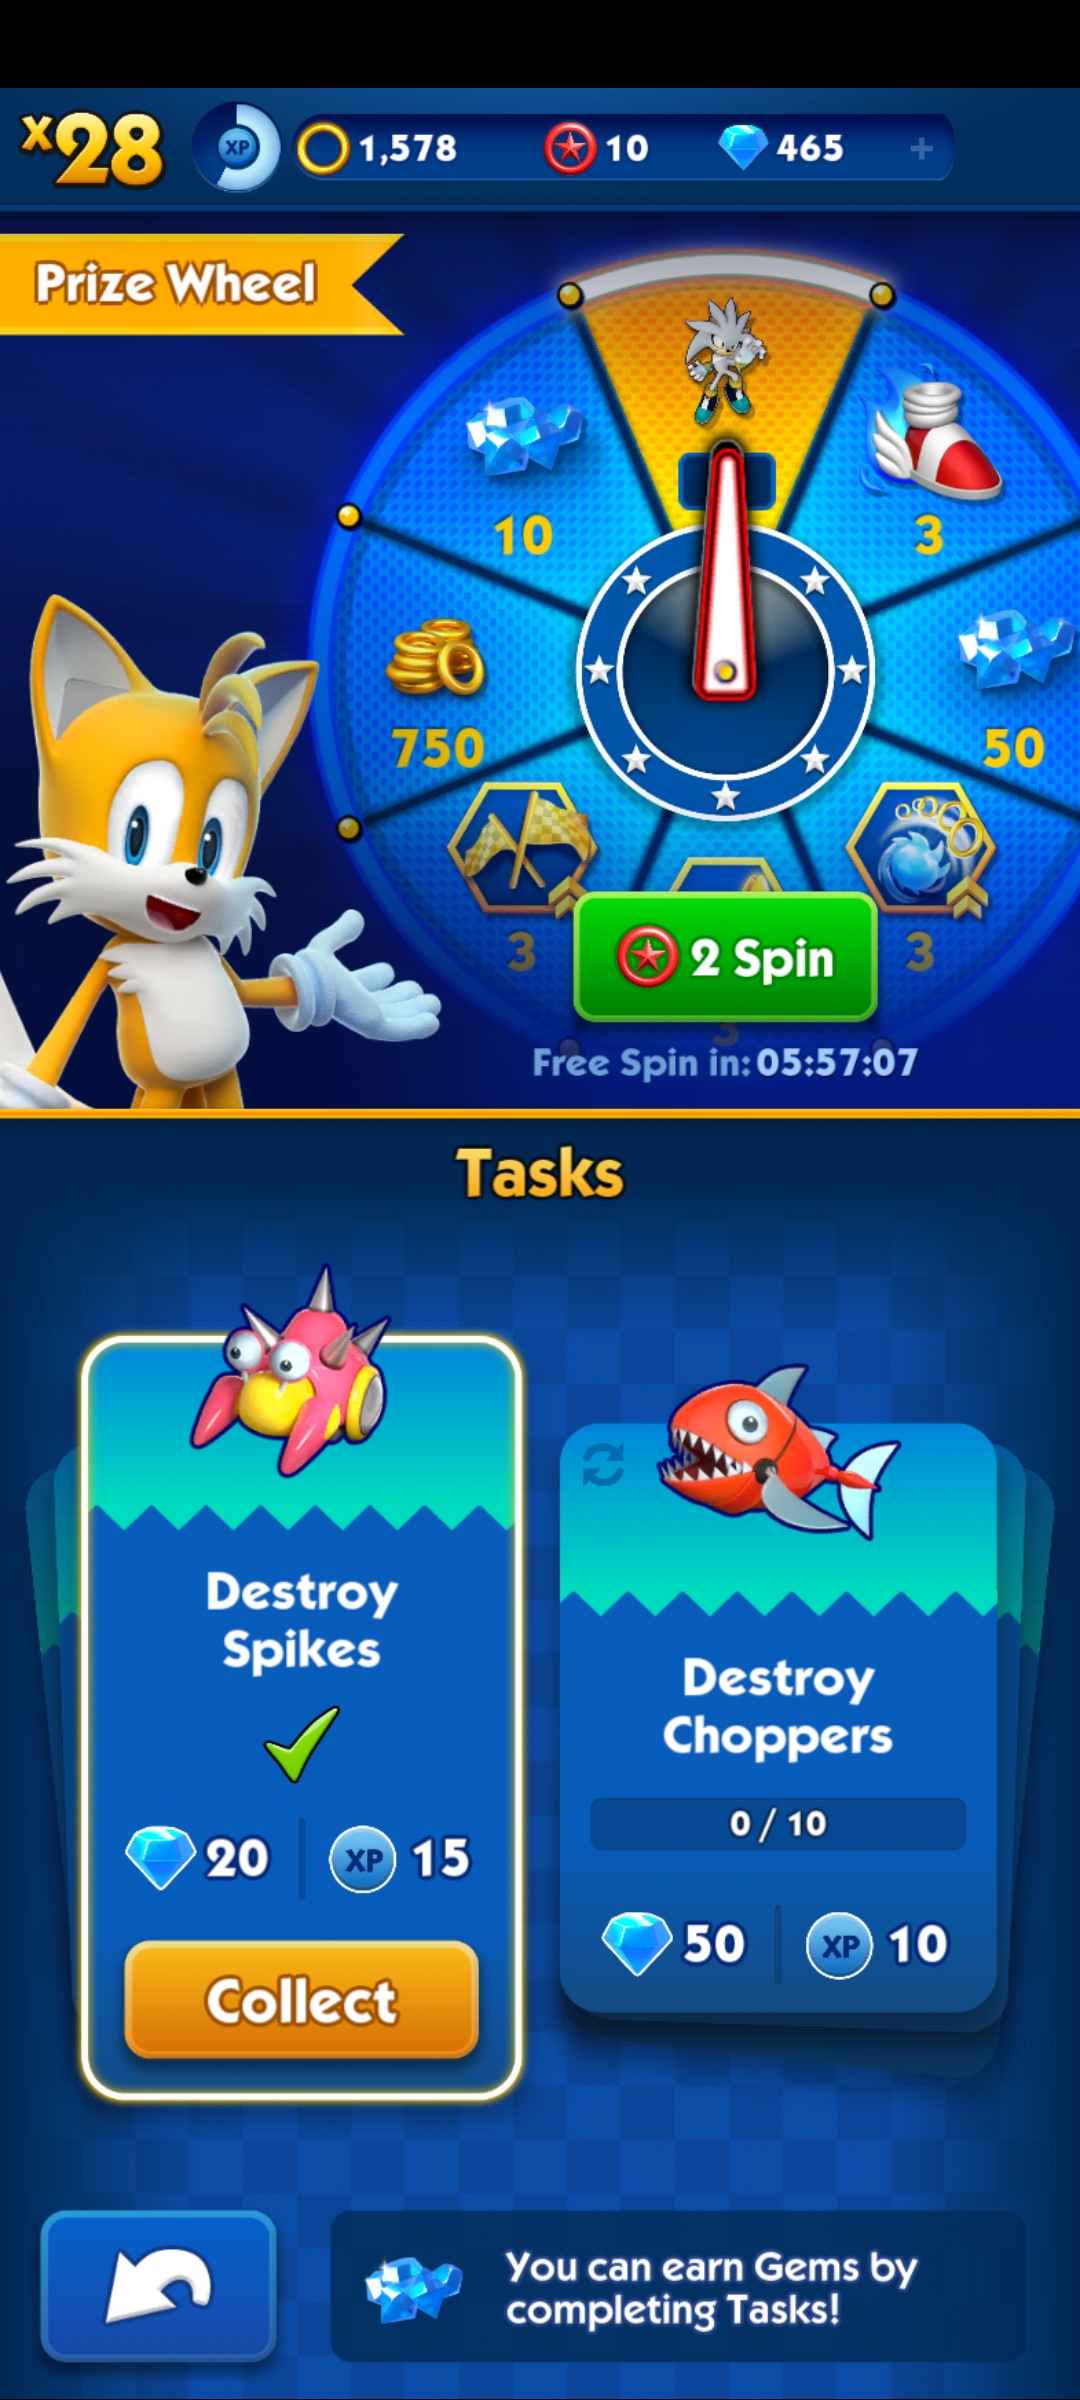 x28
XP
1,578
10
465
+
Prize Wheel
10
3
750
50
3
3
2 Spin
3
Free Spin in: 05:57:07
Tasks
Destroy
Spikes
20
XP
15
Collect
Destroy
Choppers
0 / 10
50
XP
10
You can earn Gems by
completing Tasks!